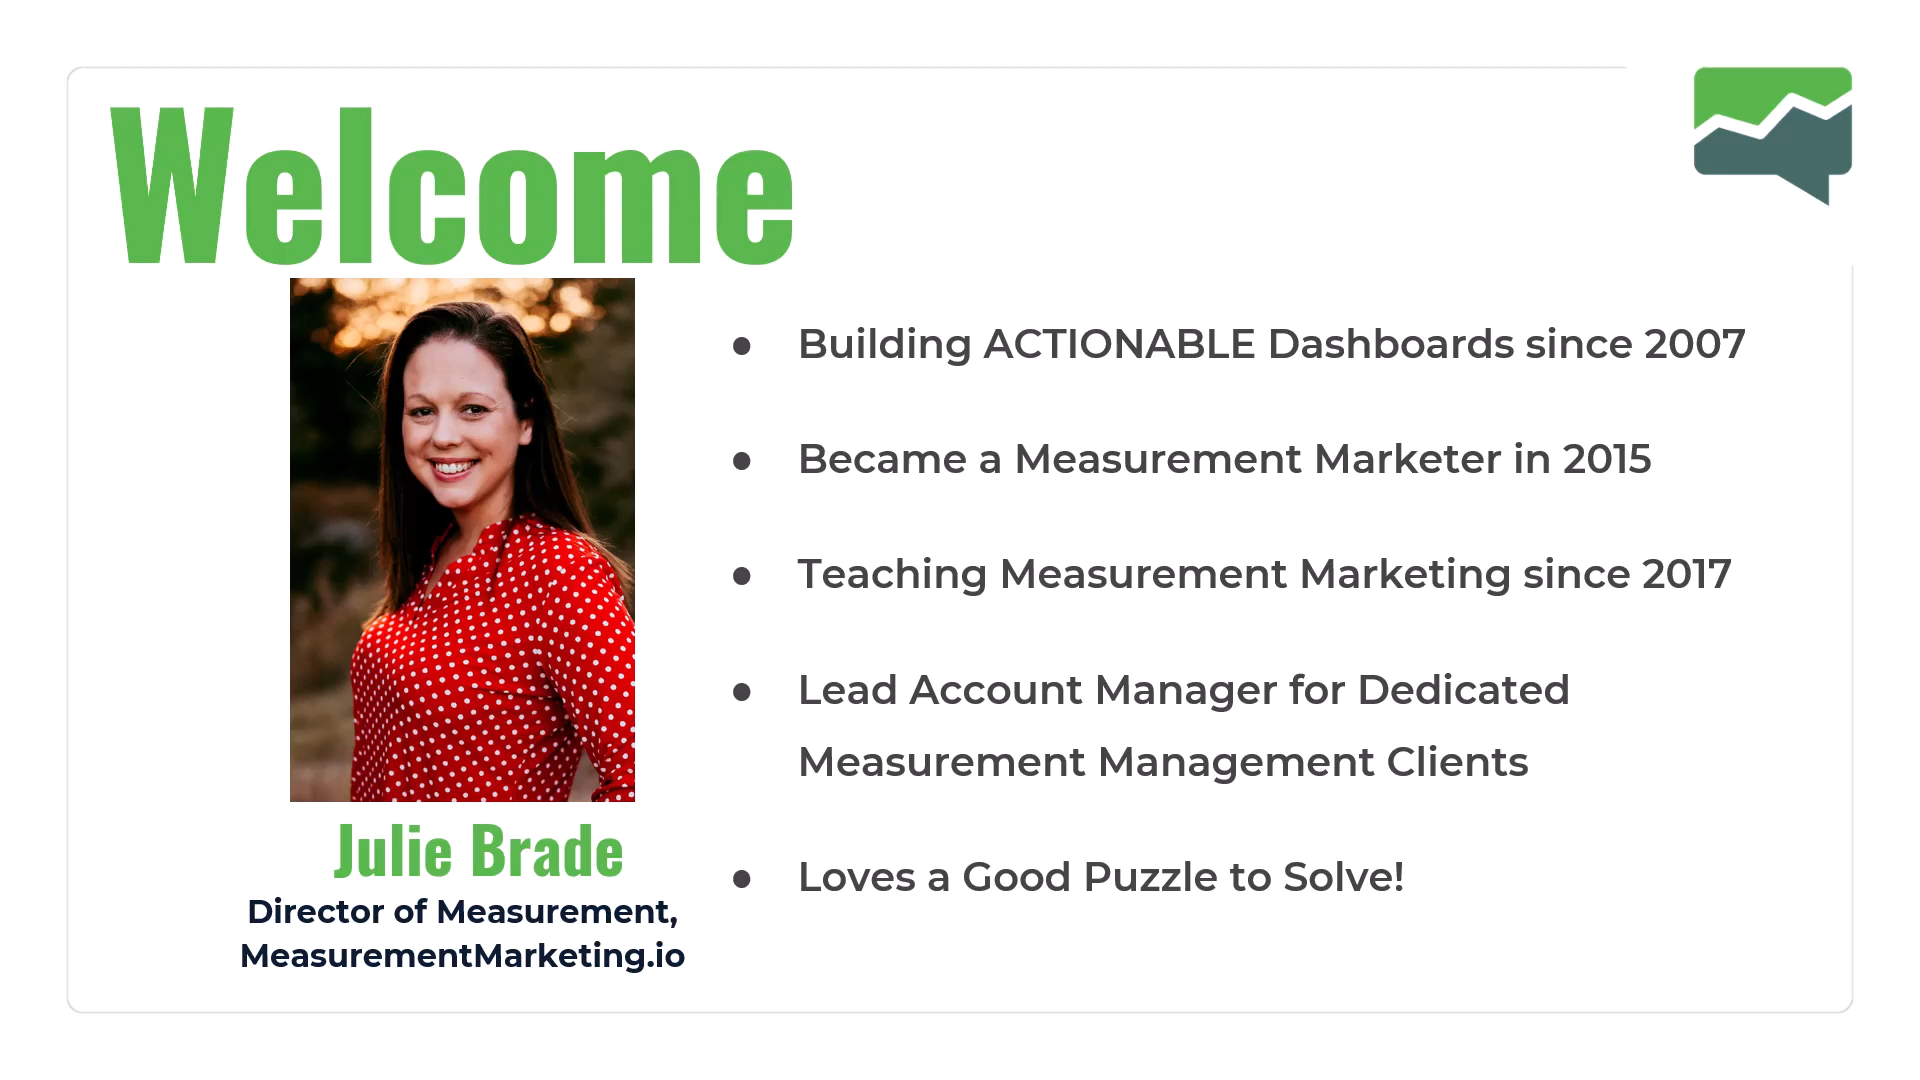 Welcome
Julie Brade
Director of Measurement,
MeasurementMarketing.io
● Building ACTIONABLE Dashboards since 2007
● Became a Measurement Marketer in 2015
● Teaching Measurement Marketing since 2017
● Lead Account Manager for Dedicated
Measurement Management Clients
● Loves a Good Puzzle to Solve!